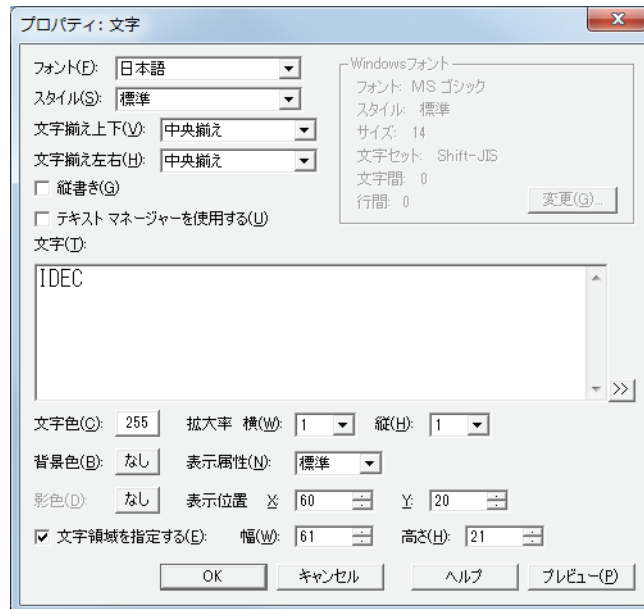 プロパティ: 文字
フォント(F): 日本語
スタイル(S): 標準
文字揃え上下(V): 中央揃え
文字揃え左右(H): 中央揃え
縦書き(G)
テキスト マネージャーを使用する(U)
Windowsフォント
フォント: MS ゴシック
スタイル: 標準
サイズ: 14
文字セット: Shift-JIS
文字間: 0
行間: 0
変更(G)...
文字(T):
IDEC
>>
文字色(C): 255 拡大率 横(W): 1 縦(H): 1
背景色(B): なし 表示属性(N): 標準
影色(D): なし 表示位置 X: 60 Y: 20
文字領域を指定する(E): 幅(W): 61 高さ(H): 21
OK キャンセル ヘルプ プレビュー(P)